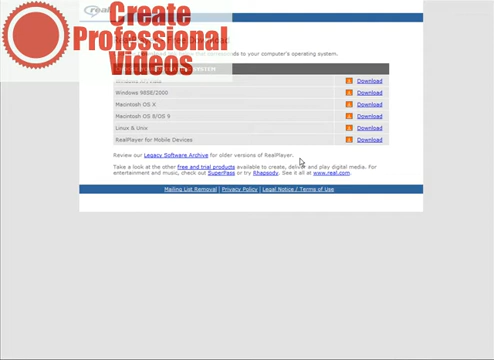 real
Create
Professional
Videos
to your computer's operating system.
Download
Windows 98SE/2000 Download
Macintosh OS X Download
Macintosh OS 8/OS 9 Download
Linux & Unix Download
RealPlayer for Mobile Devices Download
Review our Legacy Software Archive for older versions of RealPlayer.
Take a look at the other free and trial products available to create, deliver and play digital media. For
entertainment and music, check out SuperPass or try Rhapsody. See it all at www.real.com.
Mailing List Removal | Privacy Policy | Legal Notice / Terms of Use